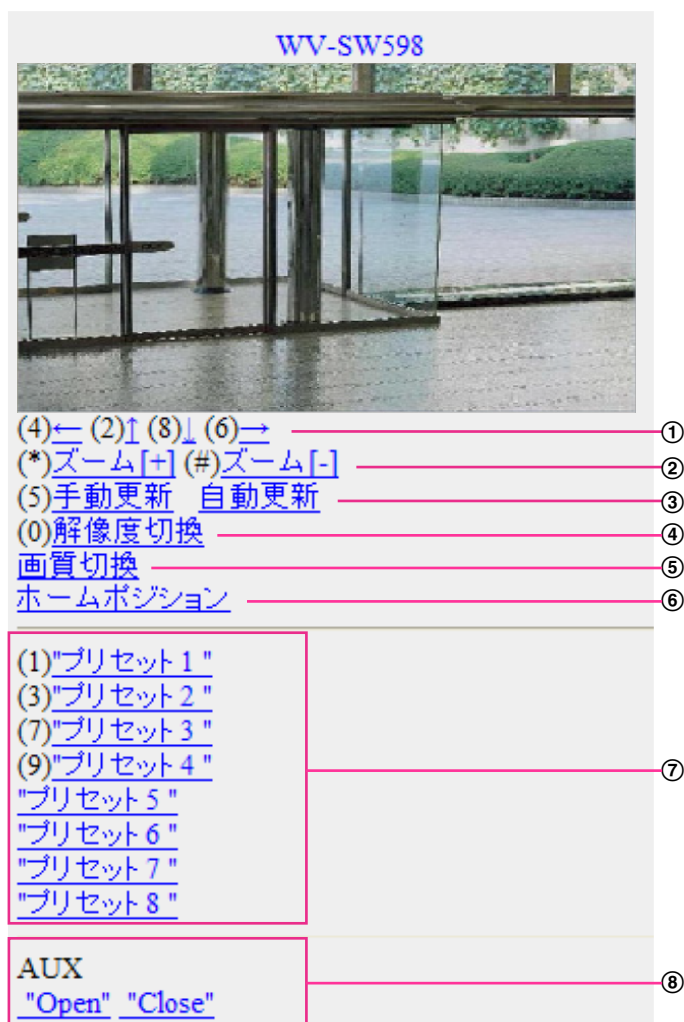 WV-SW598
(4)← (2)↑ (8)↓ (6)→ ①
(*)ズーム[+] (#)ズーム[-] ②
(5)手動更新 自動更新 ③
(0)解像度切換 ④
画質切換 ⑤
ホームポジション ⑥
(1)"プリセット 1 "
(3)"プリセット 2 "
(7)"プリセット 3 "
(9)"プリセット 4 " ⑦
"プリセット 5 "
"プリセット 6 "
"プリセット 7 "
"プリセット 8 "
AUX ⑧
"Open" "Close"